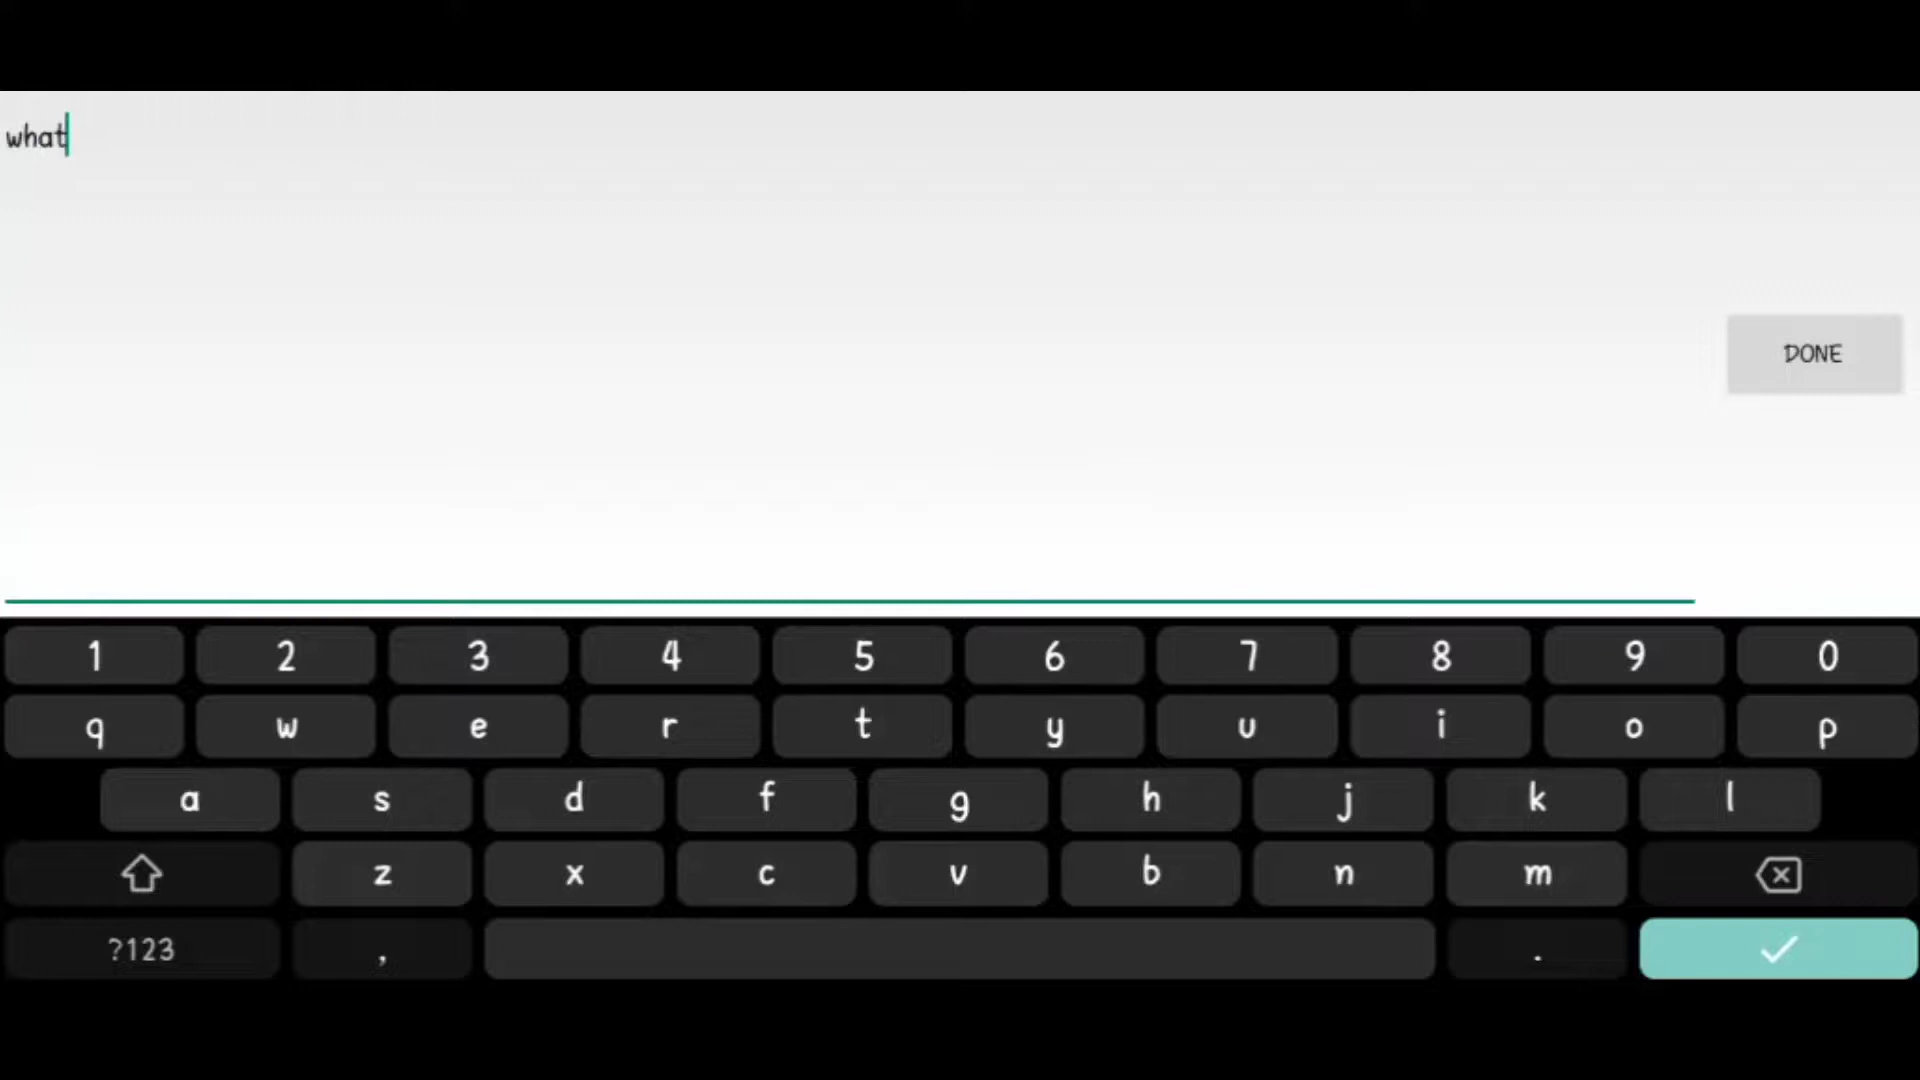 what
DONE
1 2 3 4 5 6 7 8 9 0
q w e r t y u i o p
a s d f g h j k l
z x c v b n m
?123 , .